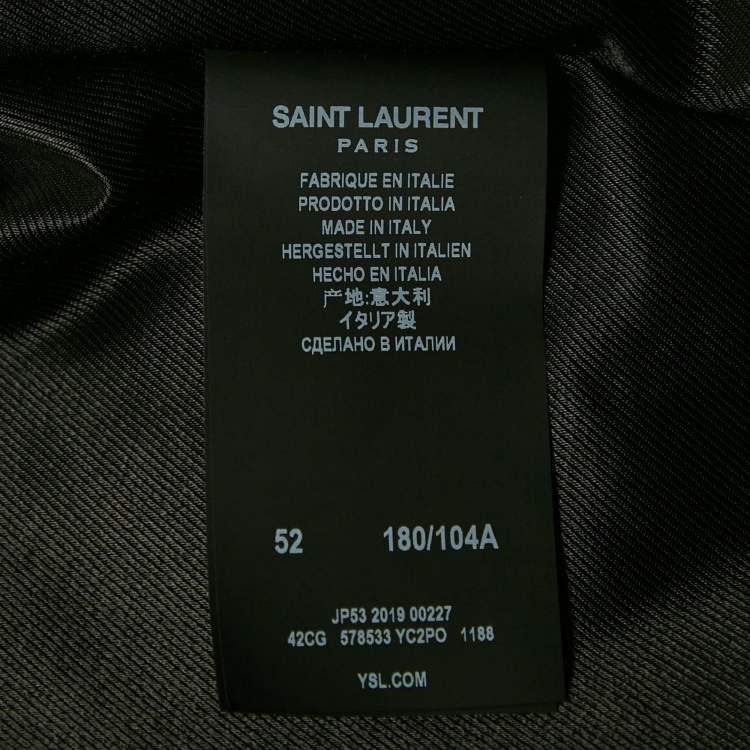 SAINT LAURENT
PARIS
FABRIQUE EN ITALIE
PRODOTTO IN ITALIA
MADE IN ITALY
HERGESTELLT IN ITALIEN
HECHO EN ITALIA
产地:意大利
イタリア製
СДЕЛАНО В ИТАЛИИ
52 180/104A
JP53 2019 00227
42CG 578533 YC2PO 1188
YSL.COM